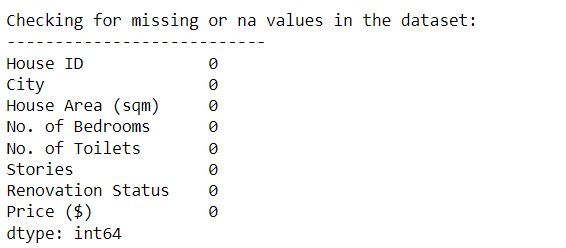 Checking for missing or na values in the dataset:
---------------------------
House ID 0
City 0
House Area (sqm) 0
No. of Bedrooms 0
No. of Toilets 0
Stories 0
Renovation Status 0
Price ($) 0
dtype: int64